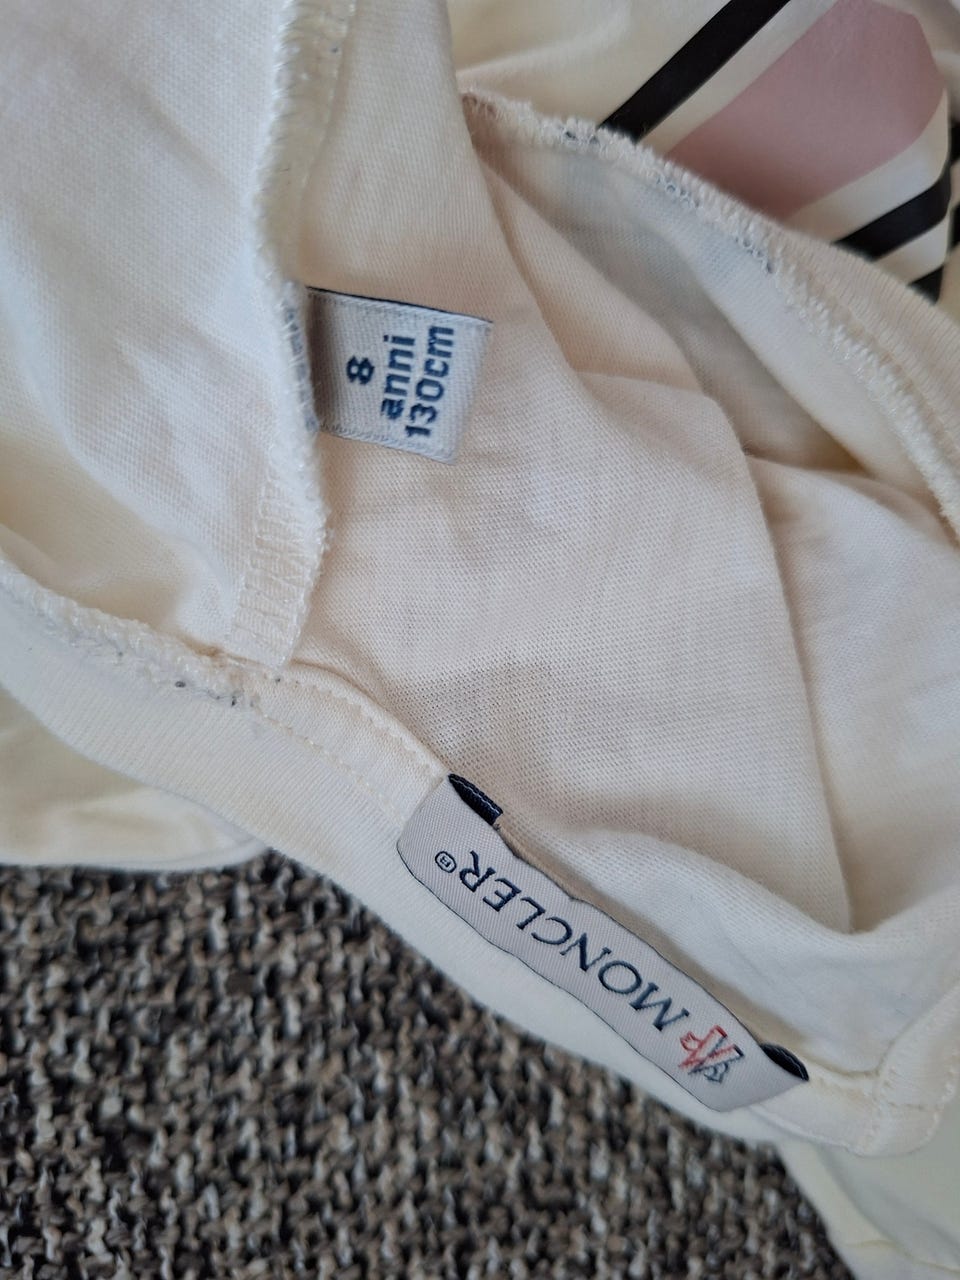 8
anni
130cm
MONCLER®